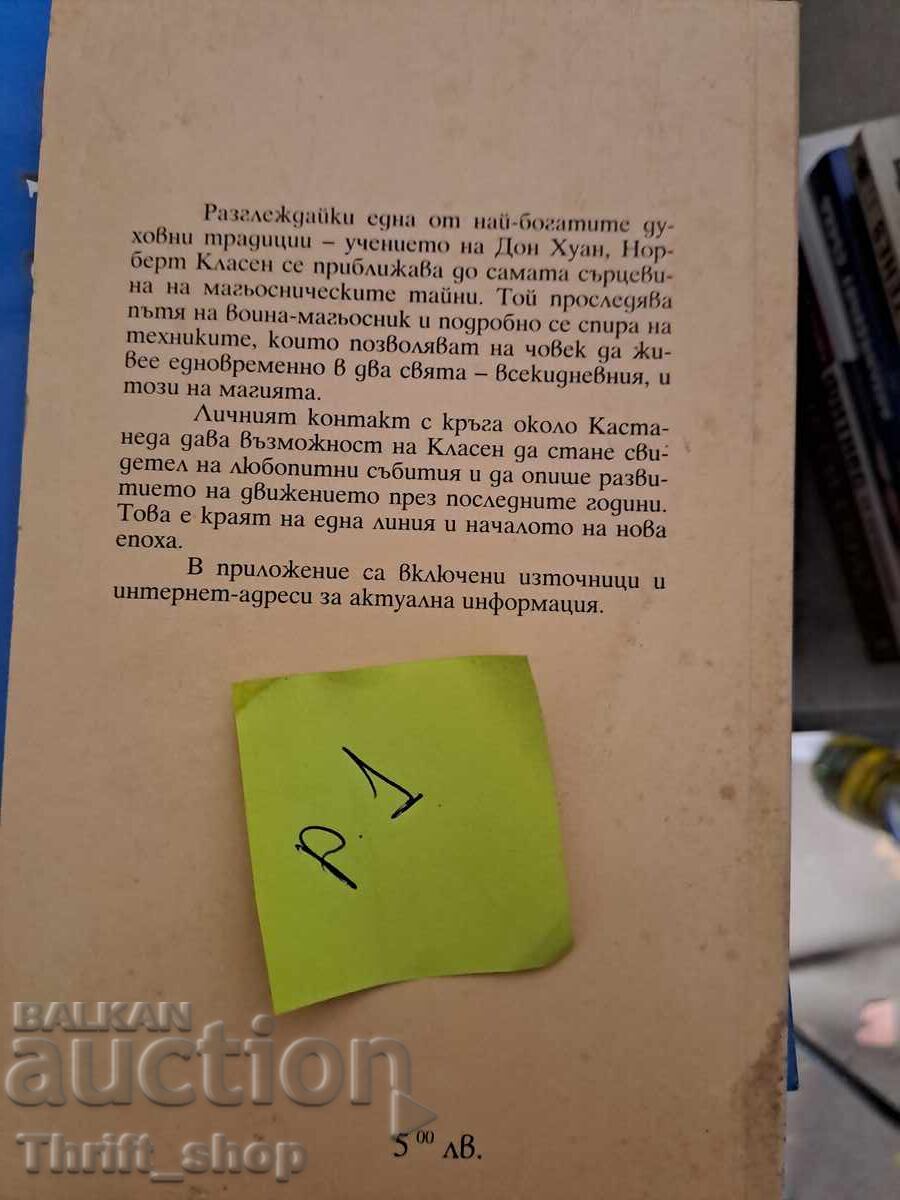 Разглеждайки една от най-богатите ду-
ховни традиции – учението на Дон Хуан, Нор-
берт Класен се приближава до самата сърцеви-
на на магьосническите тайни. Той проследява
пътя на воина-магьосник и подробно се спира на
техниките, които позволяват на човек да жи-
вее едновременно в два свята – всекидневния, и
този на магията.
Личният контакт с кръга около Каста-
неда дава възможност на Класен да стане сви-
детел на любопитни събития и да опише разви-
тието на движението през последните години.
Това е краят на една линия и началото на нова
епоха.
В приложение са включени източници и
интернет-адреси за актуална информация.
р.1
BALKAN
auction
Thrift_shop
5 00 лв.